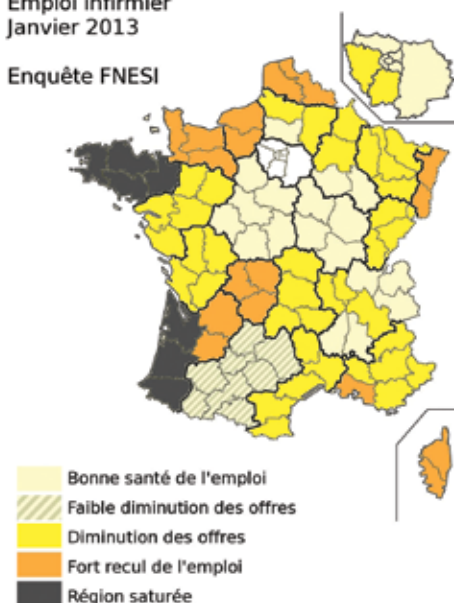 Emploi infirmier
Janvier 2013
Enquête FNESI
Bonne santé de l'emploi
Faible diminution des offres
Diminution des offres
Fort recul de l'emploi
Région saturée